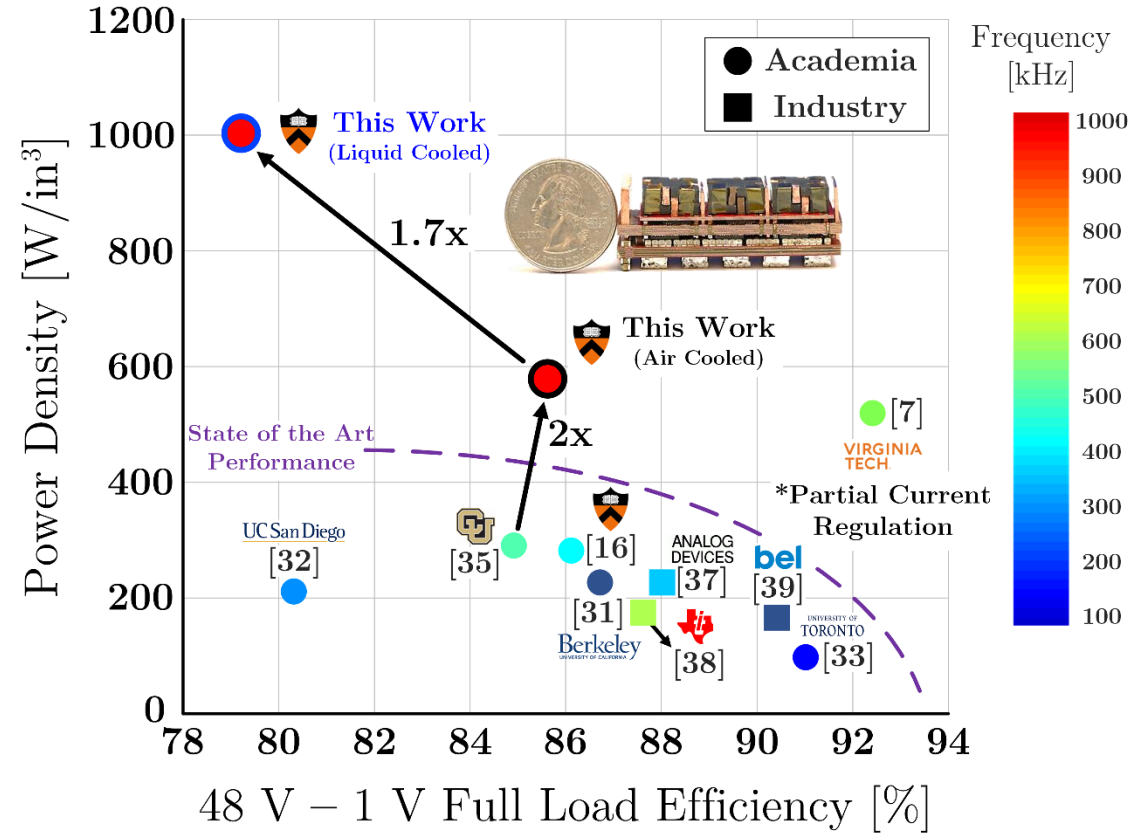 1200
1000
800
600
400
200
0
78
80
82
84
86
88
90
92
94
Power Density [W/in³]
48 V – 1 V Full Load Efficiency [%]
Academia
Industry
Frequency
[kHz]
1000
900
800
700
600
500
400
300
200
100
This Work
(Liquid Cooled)
1.7x
This Work
(Air Cooled)
2x
State of the Art
Performance
[7]
VIRGINIA
TECH
*Partial Current
Regulation
UC San Diego
[32]
CU
[35]
[16]
[31]
Berkeley
UNIVERSITY OF CALIFORNIA
ANALOG
DEVICES
[37]
[38]
bel
[39]
UNIVERSITY OF
TORONTO
[33]